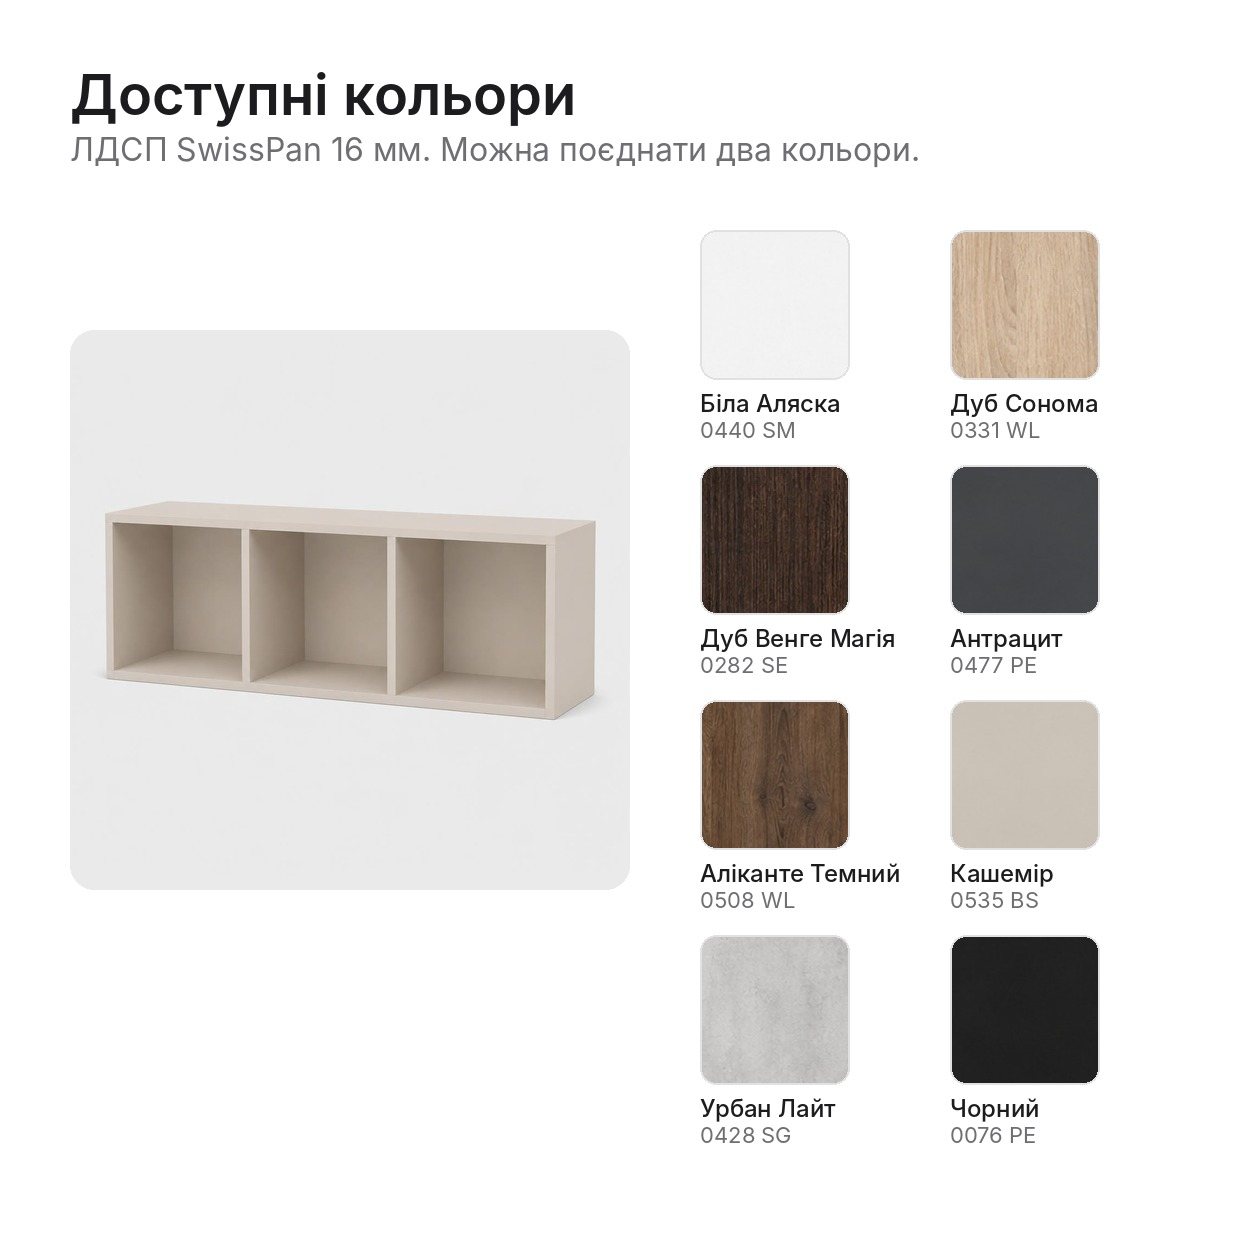 Доступні кольори
ЛДСП SwissPan 16 мм. Можна поєднати два кольори.
Біла Аляска
0440 SM
Дуб Сонома
0331 WL
Дуб Венге Магія
0282 SE
Антрацит
0477 PE
Аліканте Темний
0508 WL
Кашемір
0535 BS
Урбан Лайт
0428 SG
Чорний
0076 PE